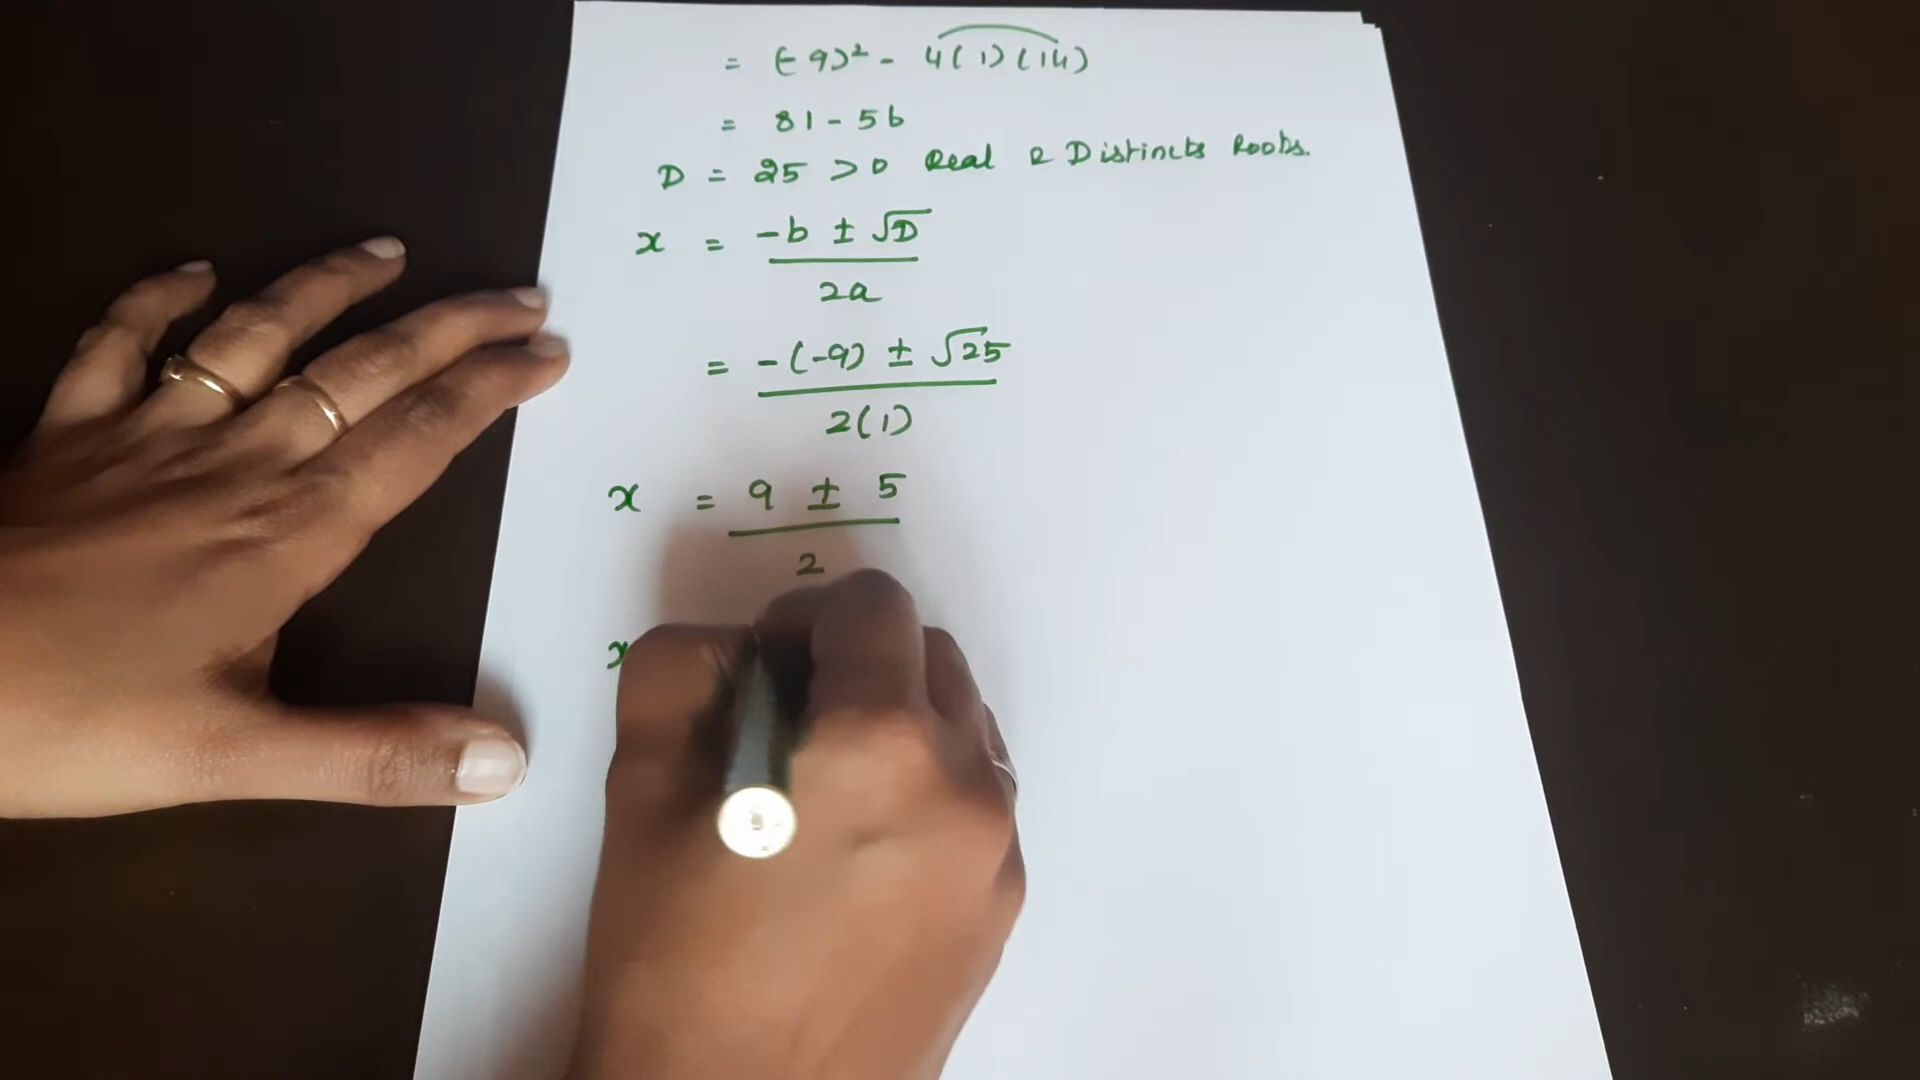 = (-9)² - 4(1)(14)
= 81 - 56
D = 25 > 0 Real & Distincts Roots.
x = -b ± √D
2a
= -(-9) ± √25
2(1)
x = 9 ± 5
2
x